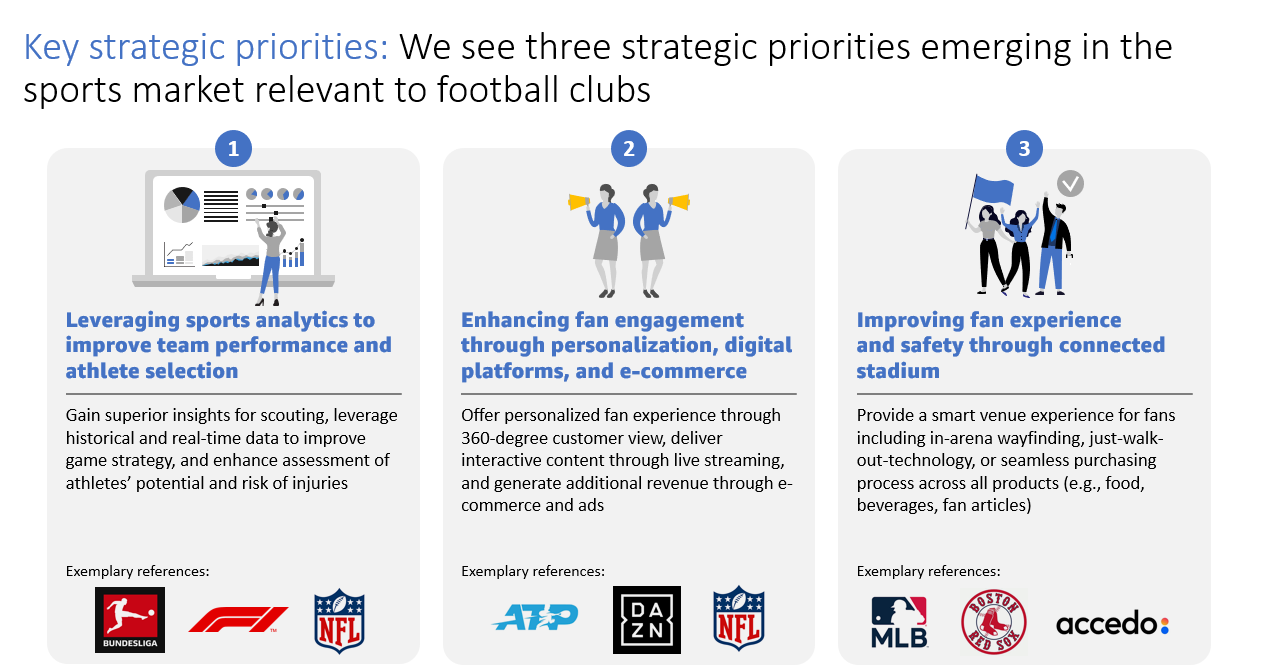 Key strategic priorities: We see three strategic priorities emerging in the
sports market relevant to football clubs
1
Leveraging sports analytics to
improve team performance and
athlete selection
Gain superior insights for scouting, leverage
historical and real-time data to improve
game strategy, and enhance assessment of
athletes’ potential and risk of injuries
Exemplary references:
BUNDESLIGA
F1
TM
NFL
2
Enhancing fan engagement
through personalization, digital
platforms, and e-commerce
Offer personalized fan experience through
360-degree customer view, deliver
interactive content through live streaming,
and generate additional revenue through e-
commerce and ads
Exemplary references:
ATP
DA
ZN
NFL
3
Improving fan experience
and safety through connected
stadium
Provide a smart venue experience for fans
including in-arena wayfinding, just-walk-
out-technology, or seamless purchasing
process across all products (e.g., food,
beverages, fan articles)
Exemplary references:
MLB
BOSTON
RED SOX
accedo